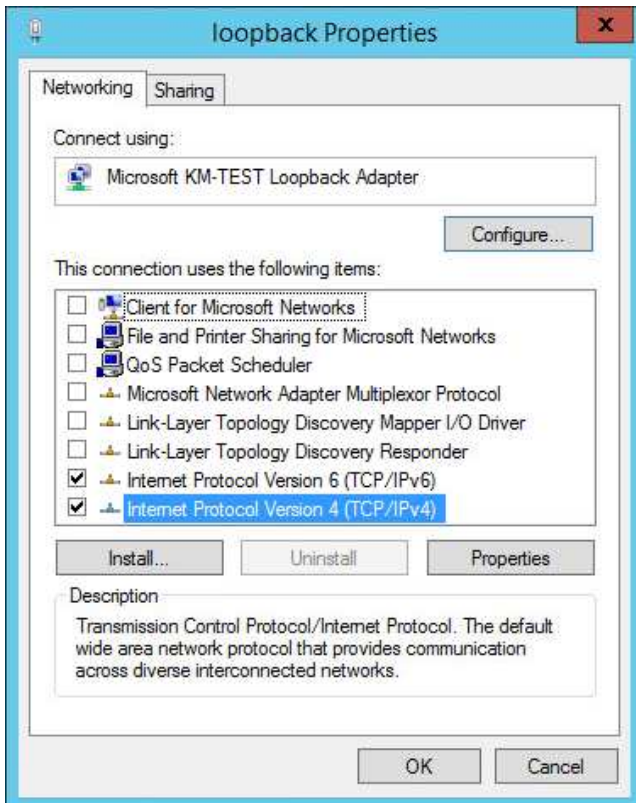 loopback Properties
x
Networking
Sharing
Connect using:
Microsoft KM-TEST Loopback Adapter
Configure...
This connection uses the following items:
Client for Microsoft Networks
File and Printer Sharing for Microsoft Networks
QoS Packet Scheduler
Microsoft Network Adapter Multiplexor Protocol
Link-Layer Topology Discovery Mapper I/O Driver
Link-Layer Topology Discovery Responder
Internet Protocol Version 6 (TCP/IPv6)
Internet Protocol Version 4 (TCP/IPv4)
Install...
Uninstall
Properties
Description
Transmission Control Protocol/Internet Protocol. The default
wide area network protocol that provides communication
across diverse interconnected networks.
OK
Cancel